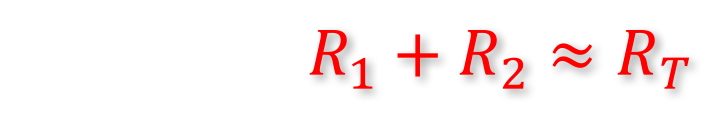 R₁ + R₂ ≈ R_T